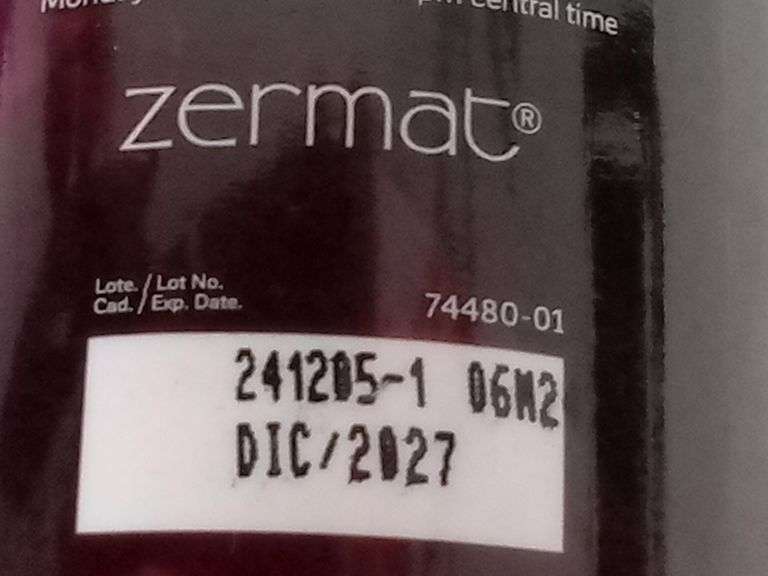 central time
zermat®
Lote./Lot No.
Cad./Exp. Date.
74480-01
241205-1 06M2
DIC/2027